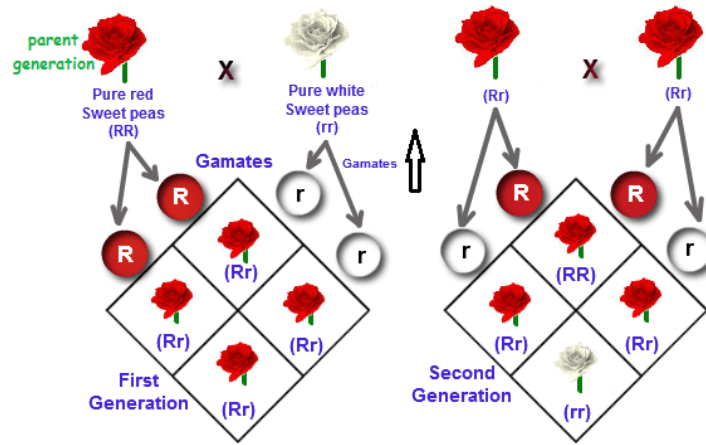 parent
generation
X
X
Pure red
Sweet peas
(RR)
Pure white
Sweet peas
(rr)
(Rr)
(Rr)
Gamates
Gamates
R
r
R
r
R
R
r
r
(Rr)
(Rr)
(Rr)
(Rr)
First
Generation
(RR)
(Rr)
(Rr)
(rr)
Second
Generation